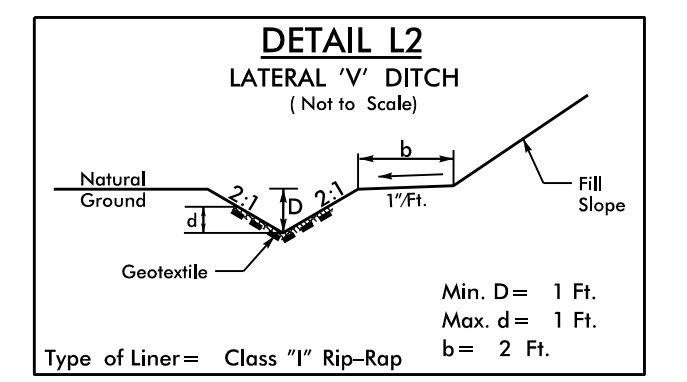 DETAIL L2
LATERAL 'V' DITCH
( Not to Scale)
b
Natural
Ground
2:1
D
2:1
1"/Ft.
Fill
Slope
d
Geotextile
Min. D = 1 Ft.
Max. d = 1 Ft.
b = 2 Ft.
Type of Liner = Class "I" Rip-Rap